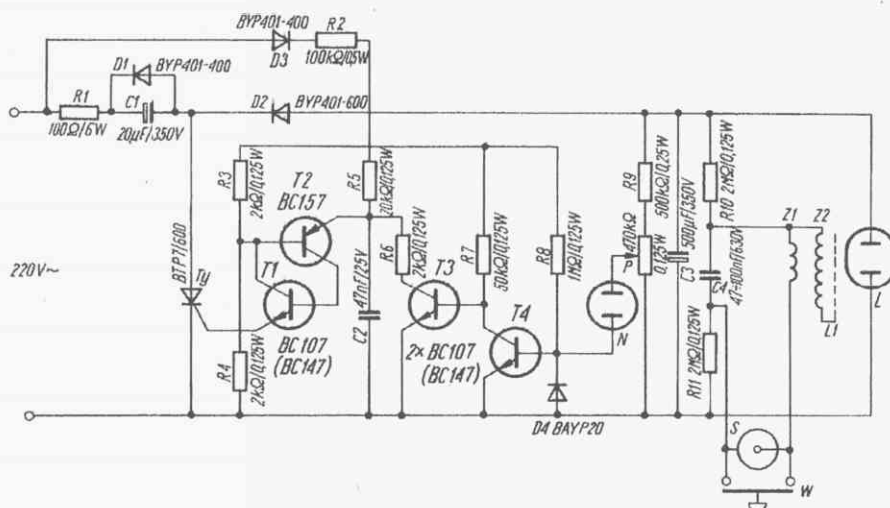 BYP401-400
R2
D3
100kΩ/0,5W
D1
BYP401-400
R1
C1
100Ω/6W
20µF/350V
D2
BYP401-600
R3
2kΩ/0,125W
T2
BC157
R5
20kΩ/0,125W
R6
2kΩ/0,125W
R7
50kΩ/0,125W
R8
1MΩ/0,125W
R9
500kΩ/0,25W
500µF/350V
R10
2MΩ/0,125W
Z1
Z2
470kΩ
P
0,125W
C3
C4
47÷100nF/630V
L
L1
220V~
BTP7/600
Ty
T1
BC107
(BC147)
R4
2kΩ/0,125W
47nF/25V
C2
T3
T4
2× BC107
(BC147)
N
D4 BAYP20
R11
2MΩ/0,125W
S
W